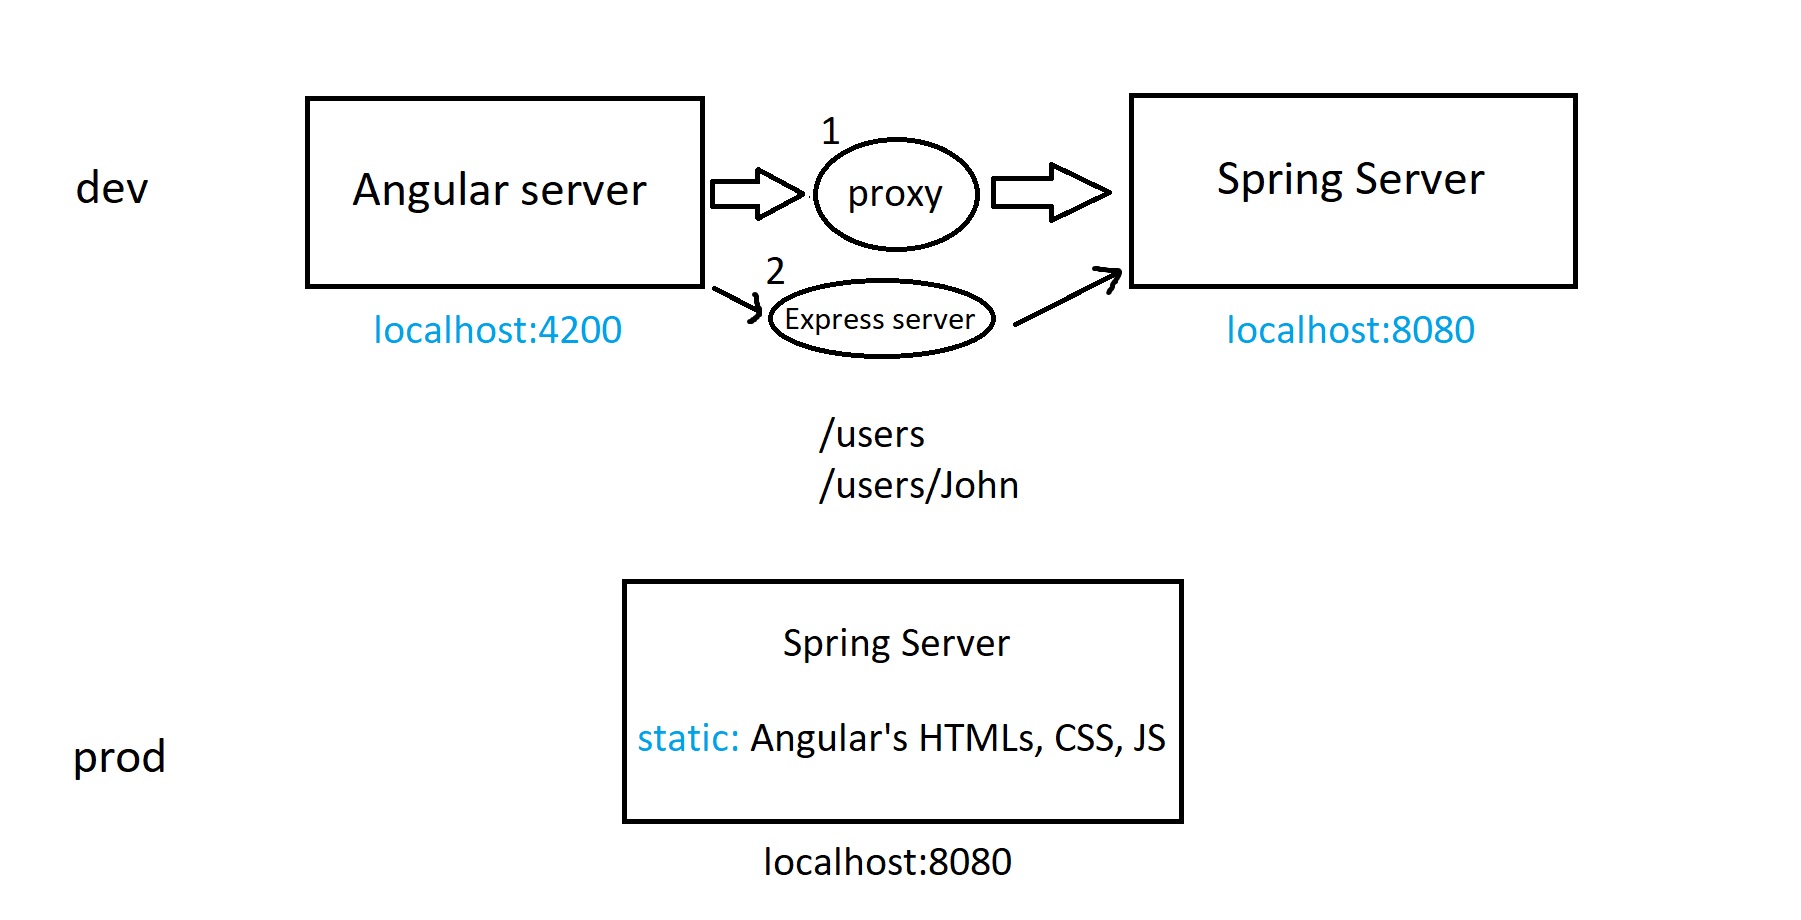 dev
Angular server
1
proxy
Spring Server
2
Express server
localhost:4200
localhost:8080
/users
/users/John
prod
Spring Server
static: Angular's HTMLs, CSS, JS
localhost:8080